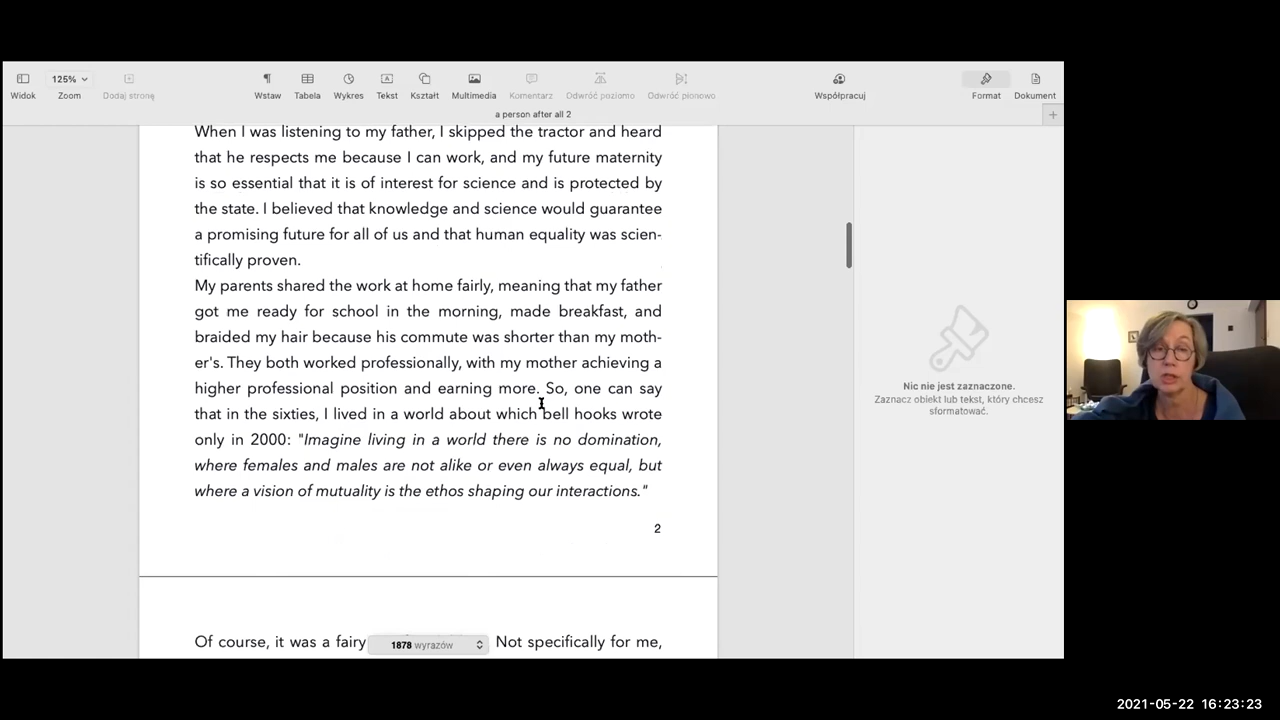 125%
Widok
Zoom
Dodaj stronę
Wstaw
Tabela
Wykres
Tekst
Kształt
Multimedia
Komentarz
Odwróć poziomo
Odwróć pionowo
Współpracuj
Format
Dokument
a person after all 2
When I was listening to my father, I skipped the tractor and heard
that he respects me because I can work, and my future maternity
is so essential that it is of interest for science and is protected by
the state. I believed that knowledge and science would guarantee
a promising future for all of us and that human equality was scien-
tifically proven.
My parents shared the work at home fairly, meaning that my father
got me ready for school in the morning, made breakfast, and
braided my hair because his commute was shorter than my moth-
er's. They both worked professionally, with my mother achieving a
higher professional position and earning more. So, one can say
that in the sixties, I lived in a world about which bell hooks wrote
only in 2000: "Imagine living in a world there is no domination,
where females and males are not alike or even always equal, but
where a vision of mutuality is the ethos shaping our interactions."
2
Of course, it was a fairy
Not specifically for me,
1878 wyrazów
Nic nie jest zaznaczone.
Zaznacz obiekt lub tekst, który chcesz
sformatować.
2021-05-22 16:23:23